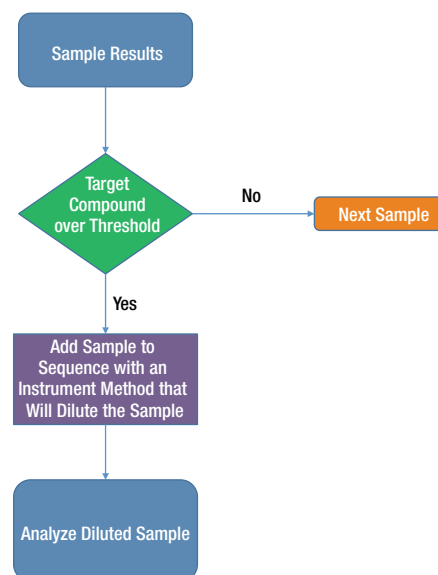 Sample Results
Target
Compound
over Threshold
No
Next Sample
Yes
Add Sample to
Sequence with an
Instrument Method that
Will Dilute the Sample
Analyze Diluted Sample